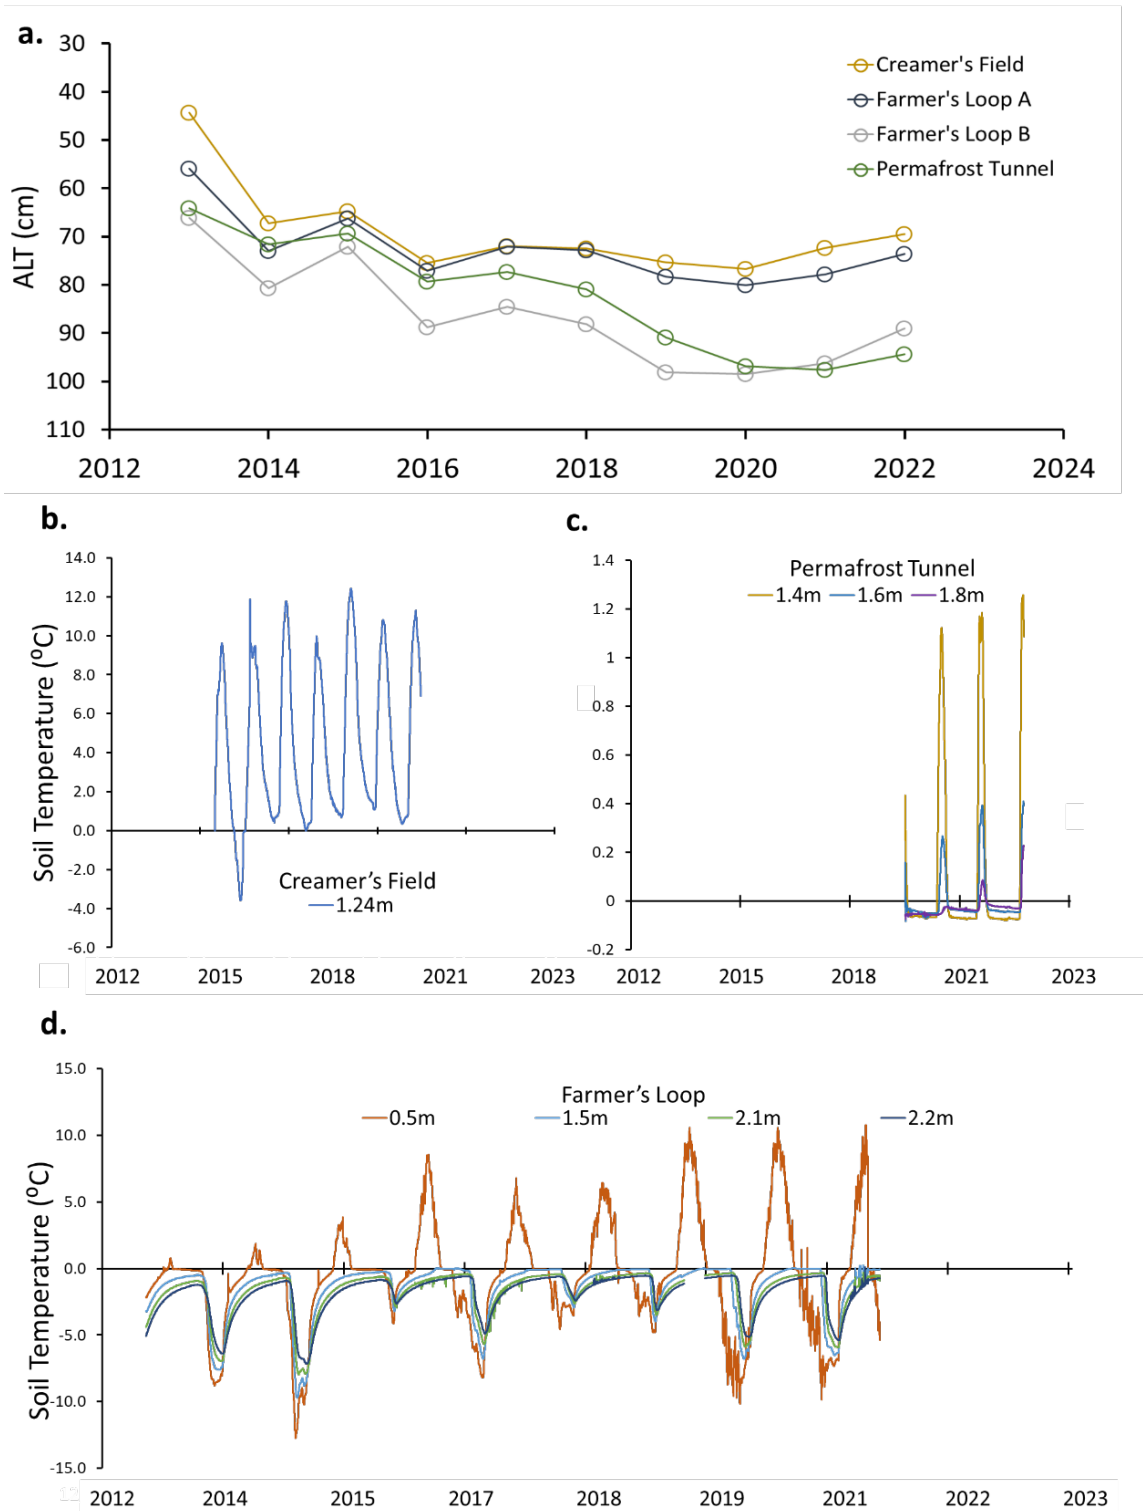 a.
30
40
50
60
70
80
90
100
110
ALT (cm)
Creamer's Field
Farmer's Loop A
Farmer's Loop B
Permafrost Tunnel
2012 2014 2016 2018 2020 2022 2024
b.
14.0
12.0
10.0
8.0
6.0
4.0
2.0
0.0
-2.0
-4.0
-6.0
Soil Temperature (⁰C)
Creamer’s Field
1.24m
2012 2015 2018 2021 2023
c.
1.4
1.2
1
0.8
0.6
0.4
0.2
0
-0.2
Permafrost Tunnel
1.4m 1.6m 1.8m
2012 2015 2018 2021 2023
d.
15.0
10.0
5.0
0.0
-5.0
-10.0
-15.0
Soil Temperature (⁰C)
Farmer’s Loop
0.5m 1.5m 2.1m 2.2m
2012 2014 2015 2017 2018 2019 2021 2022 2023